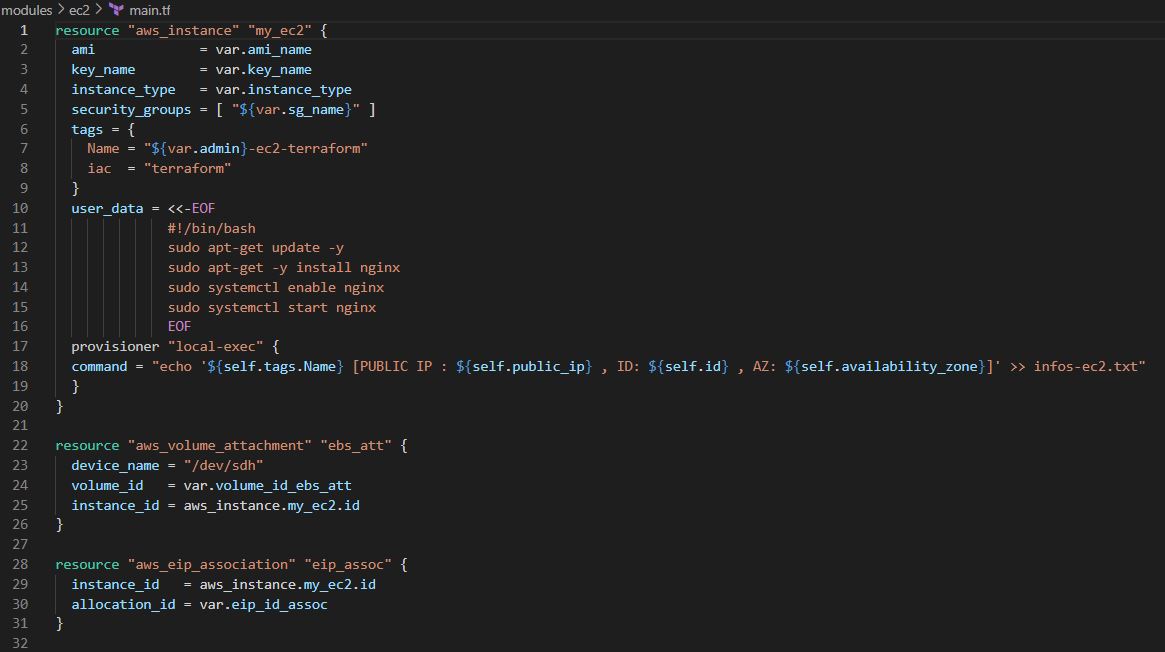 modules > ec2 > main.tf
1 resource "aws_instance" "my_ec2" {
2   ami             = var.ami_name
3   key_name        = var.key_name
4   instance_type   = var.instance_type
5   security_groups = [ "${var.sg_name}" ]
6   tags = {
7     Name = "${var.admin}-ec2-terraform"
8     iac  = "terraform"
9   }
10   user_data = <<-EOF
11               #!/bin/bash
12               sudo apt-get update -y
13               sudo apt-get -y install nginx
14               sudo systemctl enable nginx
15               sudo systemctl start nginx
16               EOF
17   provisioner "local-exec" {
18   command = "echo '${self.tags.Name} [PUBLIC IP : ${self.public_ip} , ID: ${self.id} , AZ: ${self.availability_zone}]' >> infos-ec2.txt"
19   }
20 }
21
22 resource "aws_volume_attachment" "ebs_att" {
23   device_name = "/dev/sdh"
24   volume_id   = var.volume_id_ebs_att
25   instance_id = aws_instance.my_ec2.id
26 }
27
28 resource "aws_eip_association" "eip_assoc" {
29   instance_id   = aws_instance.my_ec2.id
30   allocation_id = var.eip_id_assoc
31 }
32